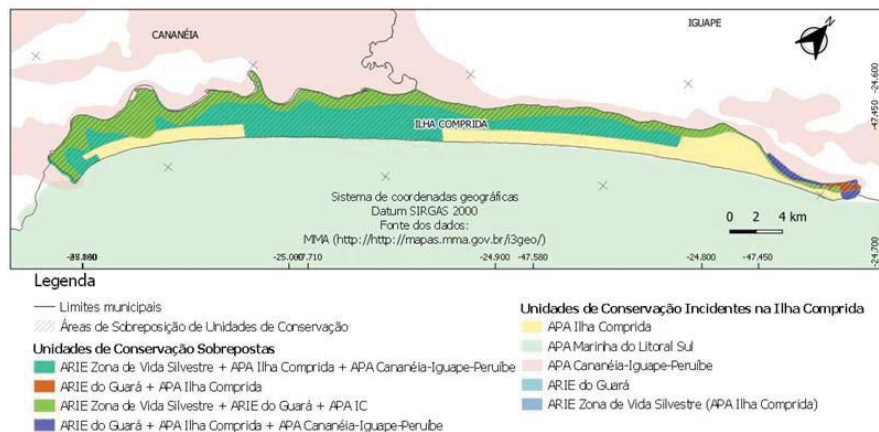 CANANÉIA
IGUAPE
ILHA COMPRIDA
-24.600
-47.450
-24.700
Sistema de coordenadas geográficas
Datum SIRGAS 2000
Fonte dos dados:
MMA (http://http://mapas.mma.gov.br/i3geo/)
0 2 4 km
-25.000 -47.710 -24.900 -47.580 -24.800 -47.450
Legenda
Limites municipais
Áreas de Sobreposição de Unidades de Conservação
Unidades de Conservação Sobrepostas
ARIE Zona de Vida Silvestre + APA Ilha Comprida + APA Cananéia-Iguape-Peruíbe
ARIE do Guará + APA Ilha Comprida
ARIE Zona de Vida Silvestre + ARIE do Guará + APA IC
ARIE do Guará + APA Ilha Comprida + APA Cananéia-Iguape-Peruíbe
Unidades de Conservação Incidentes na Ilha Comprida
APA Ilha Comprida
APA Marinha do Litoral Sul
APA Cananéia-Iguape-Peruíbe
ARIE do Guará
ARIE Zona de Vida Silvestre (APA Ilha Comprida)